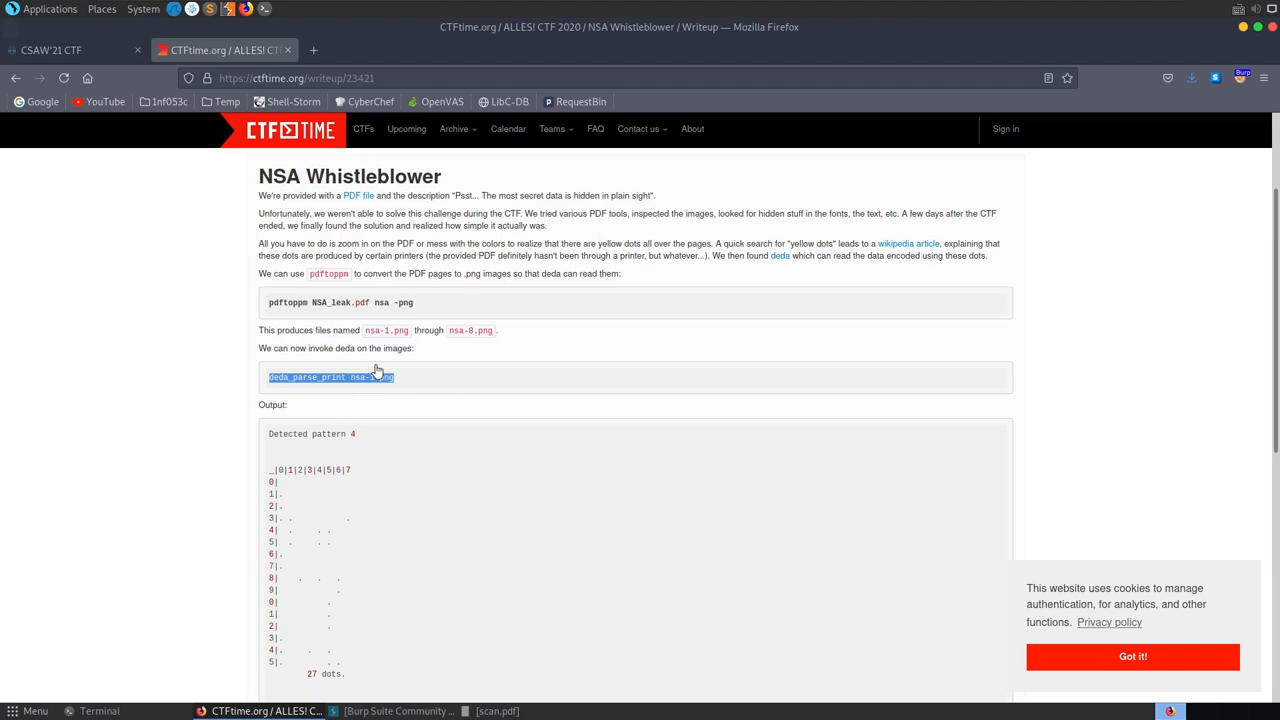 Applications Places System
CTFtime.org / ALLES! CTF 2020 / NSA Whistleblower / Writeup — Mozilla Firefox
CSAW'21 CTF
CTFtime.org / ALLES! CT
https://ctftime.org/writeup/23421
Burp
Google YouTube 1nf053c Temp Shell-Storm CyberChef OpenVAS LibC-DB RequestBin
CTF TIME CTFs Upcoming Archive Calendar Teams FAQ Contact us About Sign in
NSA Whistleblower
We're provided with a PDF file and the description "Psst... The most secret data is hidden in plain sight".
Unfortunately, we weren't able to solve this challenge during the CTF. We tried various PDF tools, inspected the images, looked for hidden stuff in the fonts, the text, etc. A few days after the CTF
ended, we finally found the solution and realized how simple it actually was.
All you have to do is zoom in on the PDF or mess with the colors to realize that there are yellow dots all over the pages. A quick search for "yellow dots" leads to a wikipedia article, explaining that
these dots are produced by certain printers (the provided PDF definitely hasn't been through a printer, but whatever...). We then found deda which can read the data encoded using these dots.
We can use pdftoppm to convert the PDF pages to .png images so that deda can read them:
pdftoppm NSA_leak.pdf nsa -png
This produces files named nsa-1.png through nsa-8.png.
We can now invoke deda on the images:
deda_parse_print nsa-1.png
Output:
Detected pattern 4
_|0|1|2|3|4|5|6|7
0|
1|.
2|.
3|. .           .
4|  .     . .
5|  .     . .
6|.
7|.
8|    .   .   .
9|            .
0|          .
1|          .
2|          .
3|.
4|.     .   .
5|.         . .
27 dots.
This website uses cookies to manage
authentication, for analytics, and other
functions. Privacy policy
Got it!
Menu Terminal CTFtime.org / ALLES! C... [Burp Suite Community ... [scan.pdf]